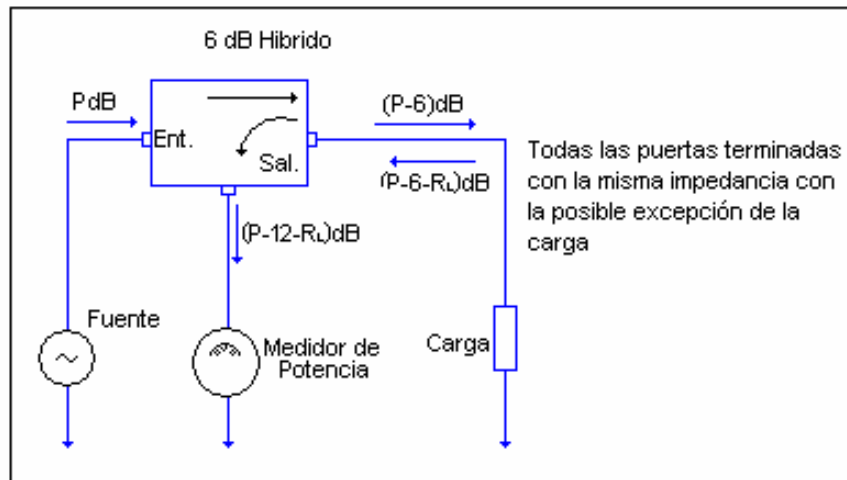 6 dB Hibrido
PdB
(P-6)dB
Ent.
Sal.
(P-6-RL)dB
Todas las puertas terminadas
con la misma impedancia con
la posible excepción de la
carga
(P-12-RL)dB
Fuente
Medidor de
Potencia
Carga